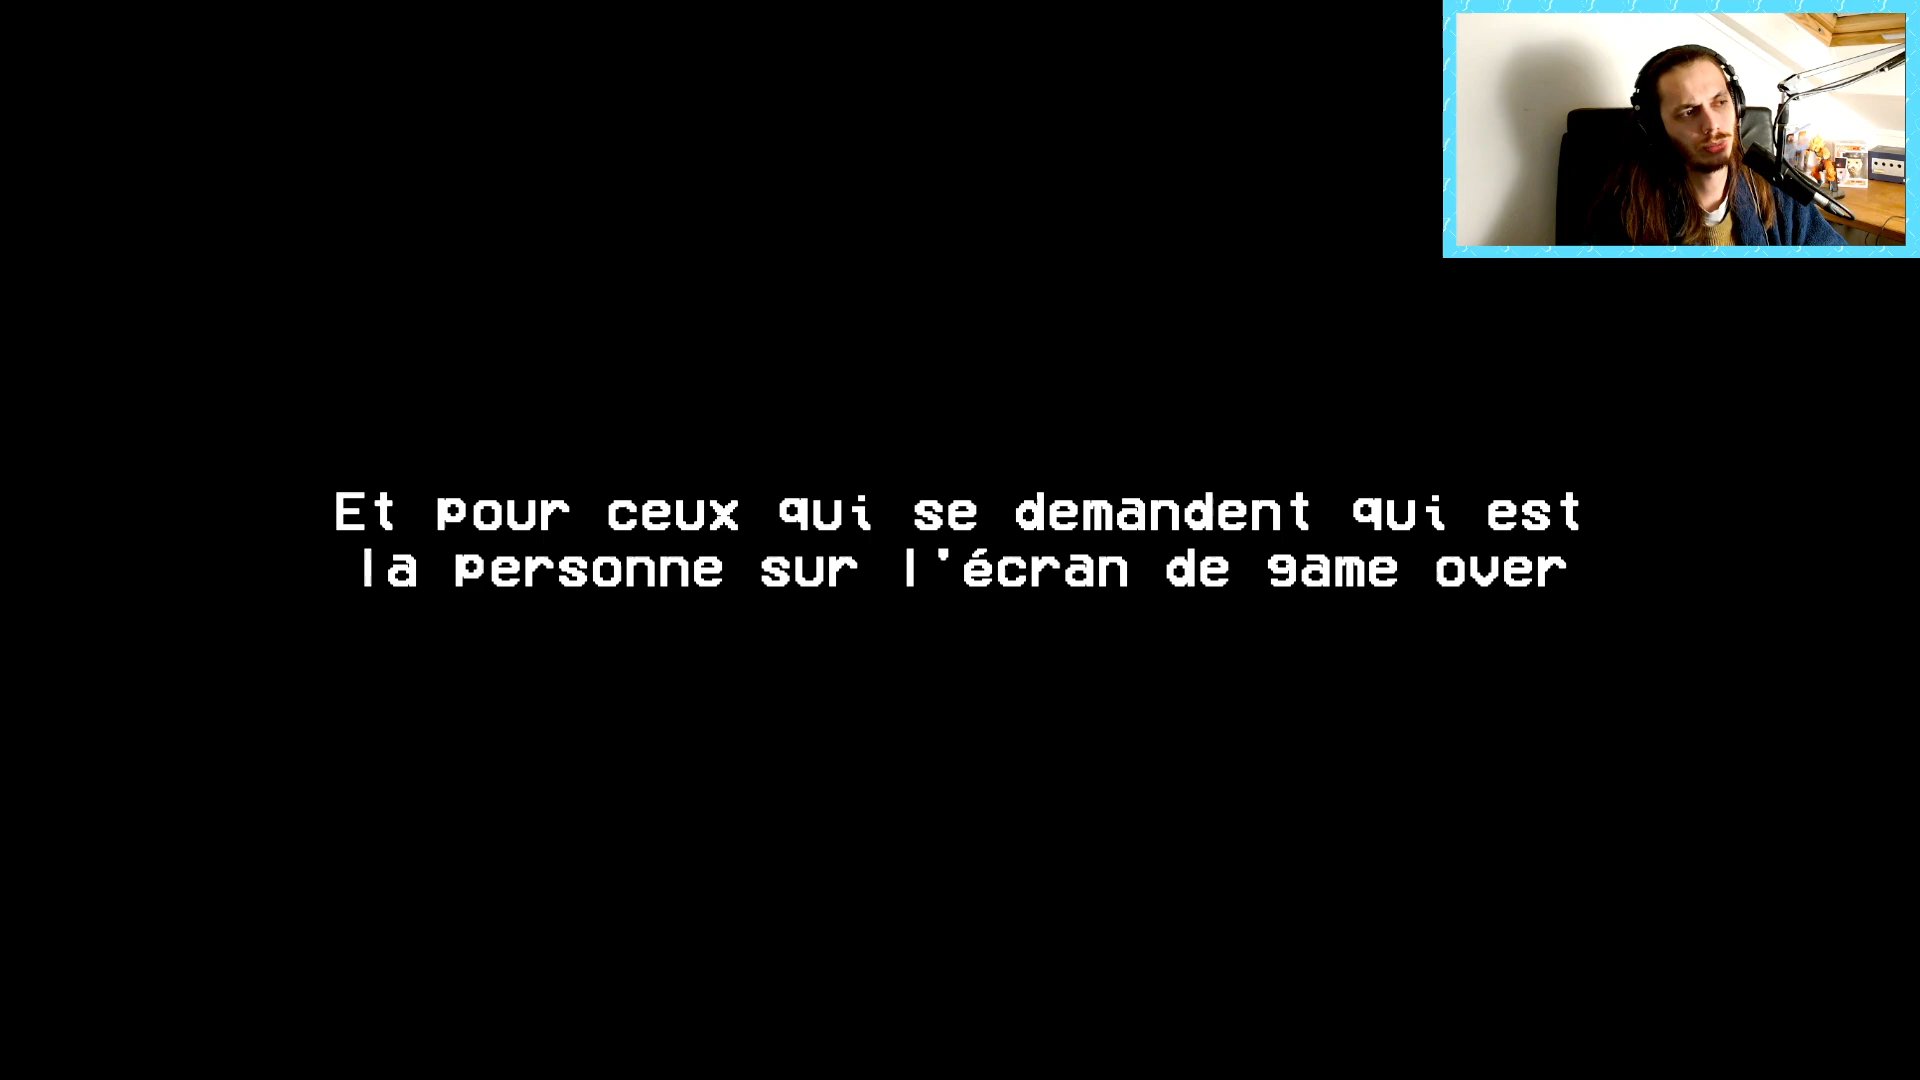 Et pour ceux qui se demandent qui est
la personne sur l'écran de game over